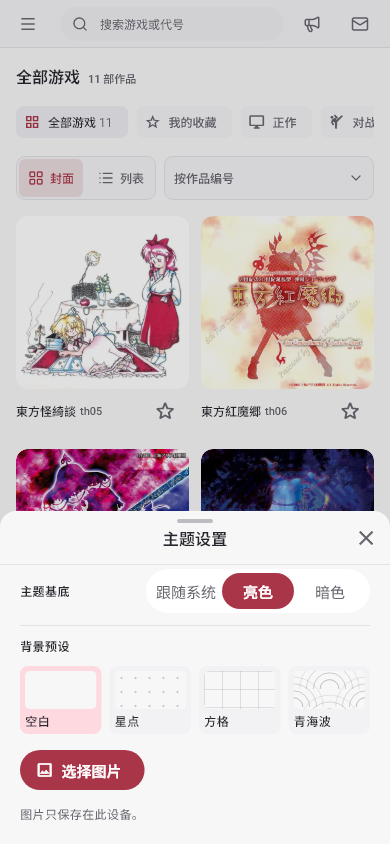 搜索游戏或代号
全部游戏 11 部作品
全部游戏 11
我的收藏
正作
对战
封面
列表
按作品编号
東方紅魔郷
東方怪綺談 th05
東方紅魔郷 th06
主题设置
主题基底
跟随系统
亮色
暗色
背景预设
空白
星点
方格
青海波
选择图片
图片只保存在此设备。